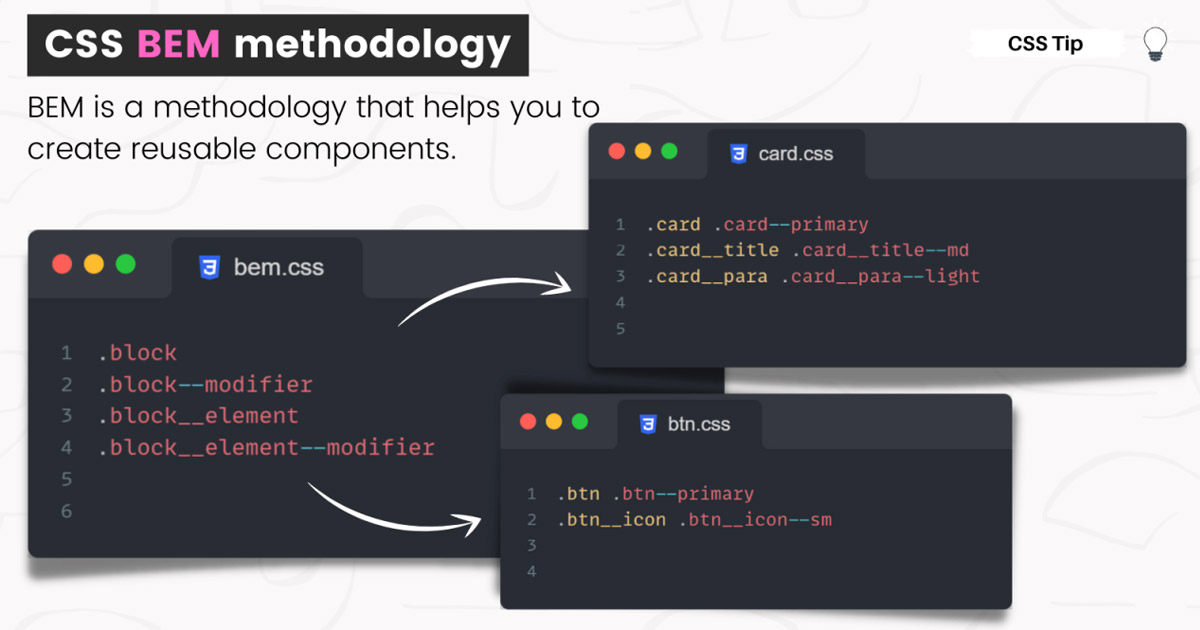 CSS BEM methodology
CSS Tip
BEM is a methodology that helps you to
create reusable components.
bem.css
1 .block
2 .block--modifier
3 .block__element
4 .block__element--modifier
5
6
card.css
1 .card .card--primary
2 .card__title .card__title--md
3 .card__para .card__para--light
4
5
btn.css
1 .btn .btn--primary
2 .btn__icon .btn__icon--sm
3
4